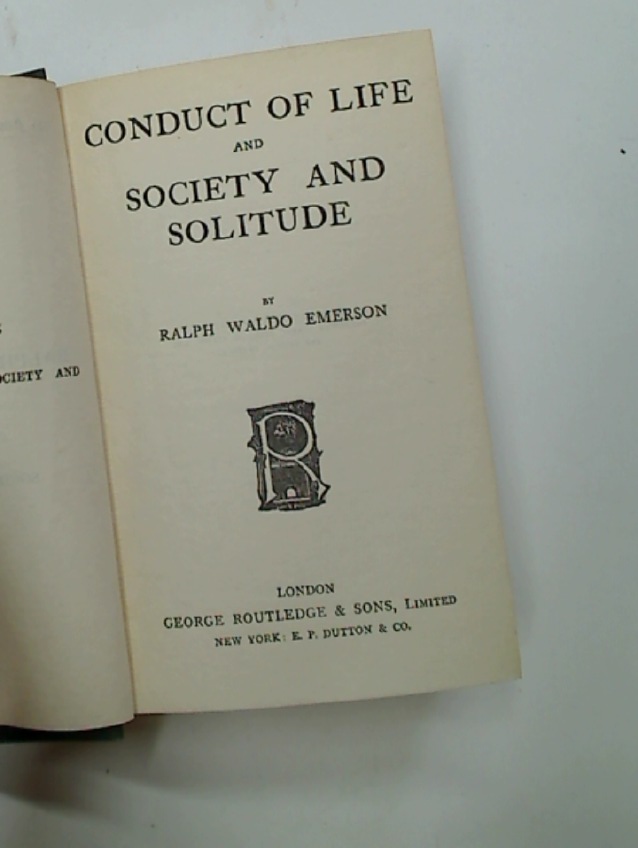 OCIETY AND
CONDUCT OF LIFE
AND
SOCIETY AND
SOLITUDE
BY
RALPH WALDO EMERSON
R
LONDON
GEORGE ROUTLEDGE & SONS, LIMITED
NEW YORK: E. P. DUTTON & CO.